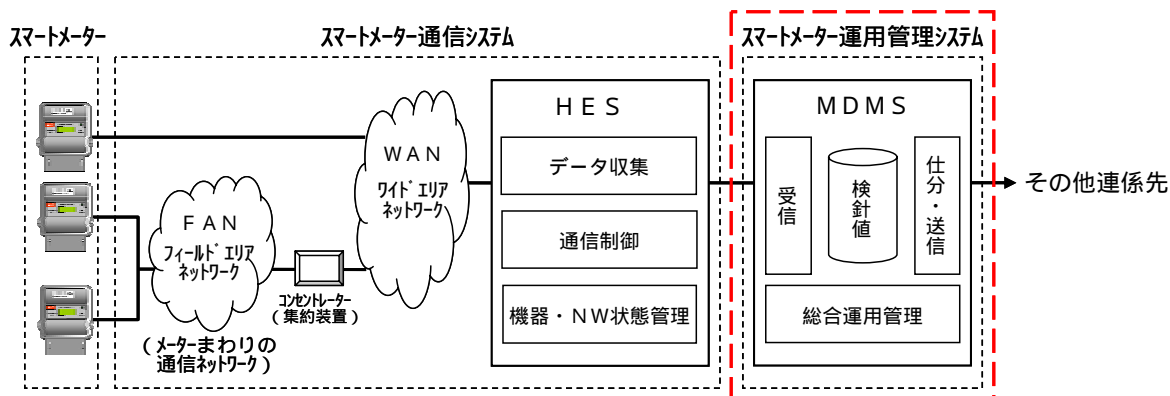 スマートメーター
スマートメーター通信システム
スマートメーター運用管理システム
HES
データ収集
通信制御
機器・NW状態管理
WAN
ワイドエリア
ネットワーク
FAN
フィールドエリア
ネットワーク
コンセントレーター
(集約装置)
(メーターまわりの
通信ネットワーク)
MDMS
受信
検針値
仕分・送信
総合運用管理
その他連係先